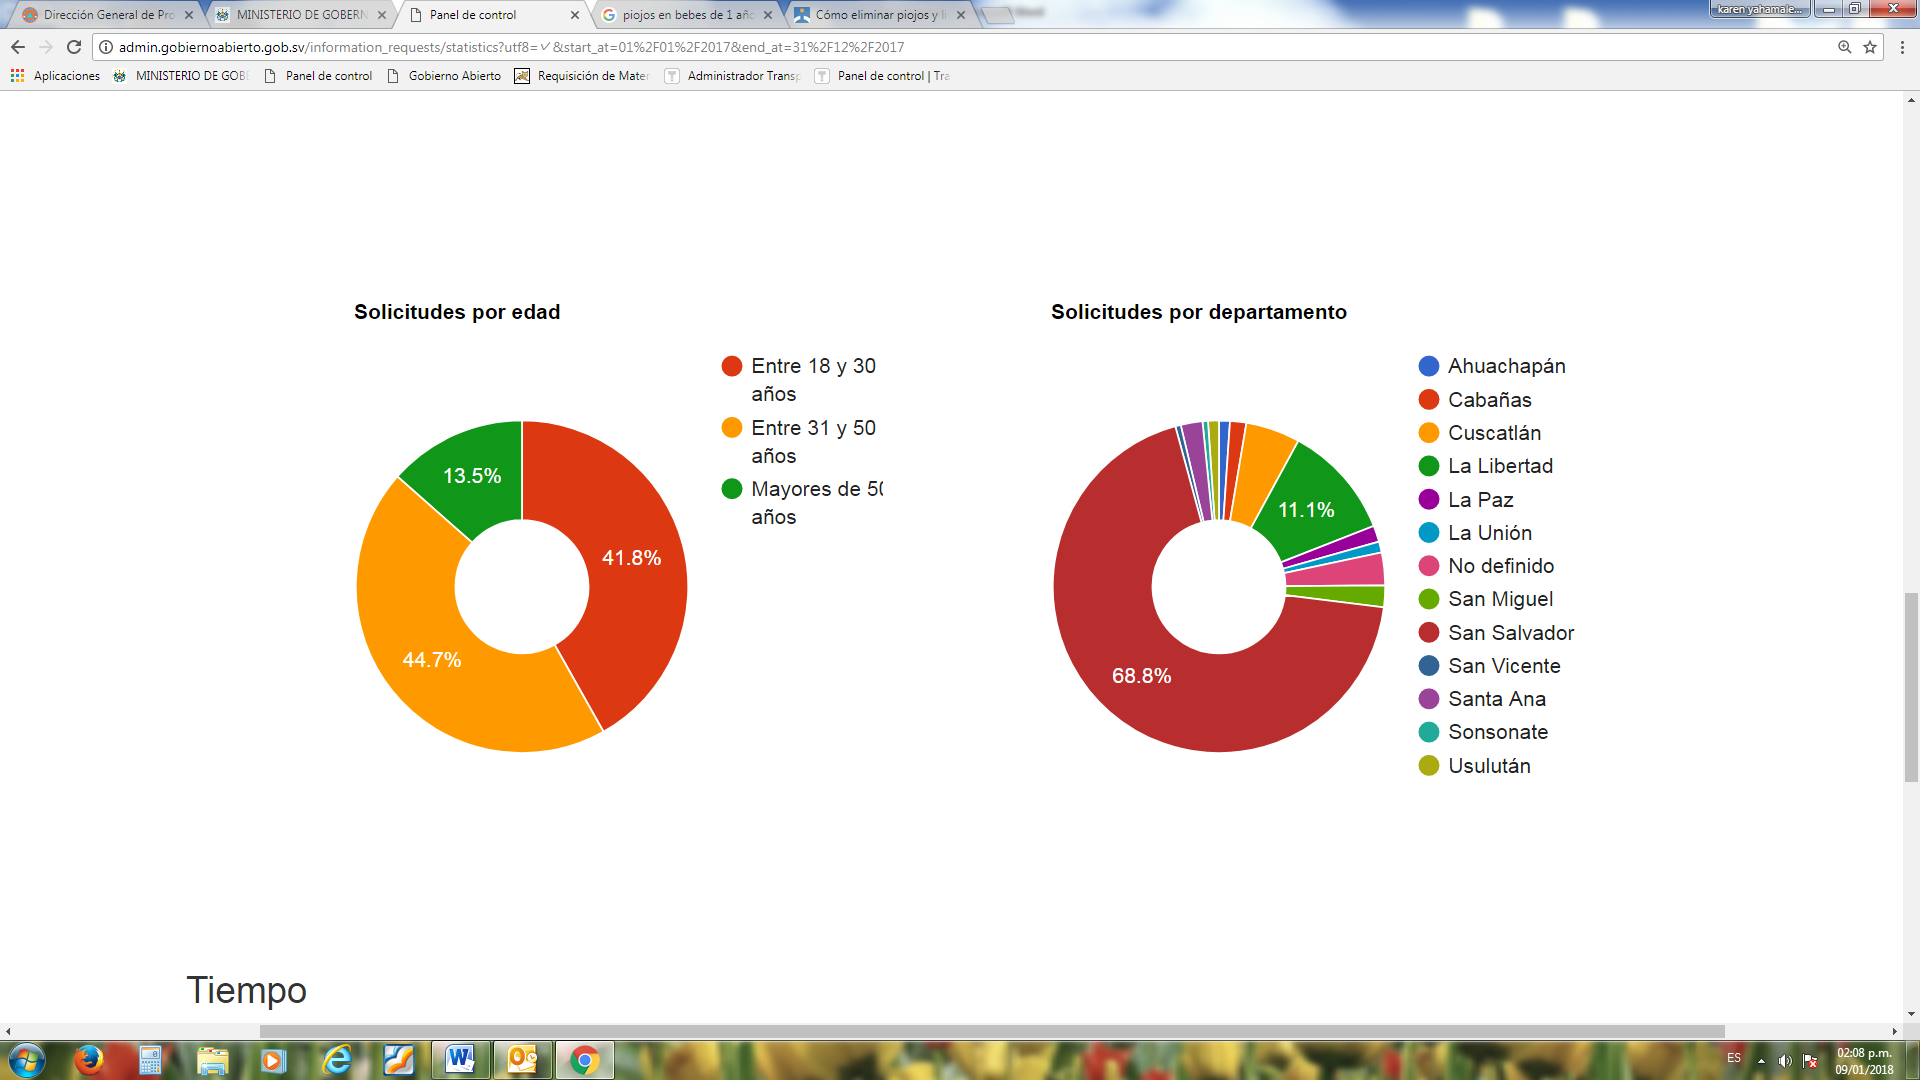 Dirección General de Pro
MINISTERIO DE GOBERN
Panel de control
piojos en bebes de 1 año
Cómo eliminar piojos y li
karen yahamale...
admin.gobiernoabierto.gob.sv/information_requests/statistics?utf8=✓&start_at=01%2F01%2F2017&end_at=31%2F12%2F2017
Aplicaciones
MINISTERIO DE GOBE
Panel de control
Gobierno Abierto
Requisición de Mater
Administrador Transp
Panel de control | Tra
Solicitudes por edad
Entre 18 y 30
años
Entre 31 y 50
años
Mayores de 50
años
13.5%
41.8%
44.7%
Solicitudes por departamento
Ahuachapán
Cabañas
Cuscatlán
La Libertad
La Paz
La Unión
No definido
San Miguel
San Salvador
San Vicente
Santa Ana
Sonsonate
Usulután
11.1%
68.8%
Tiempo
ES
02:08 p.m.
09/01/2018